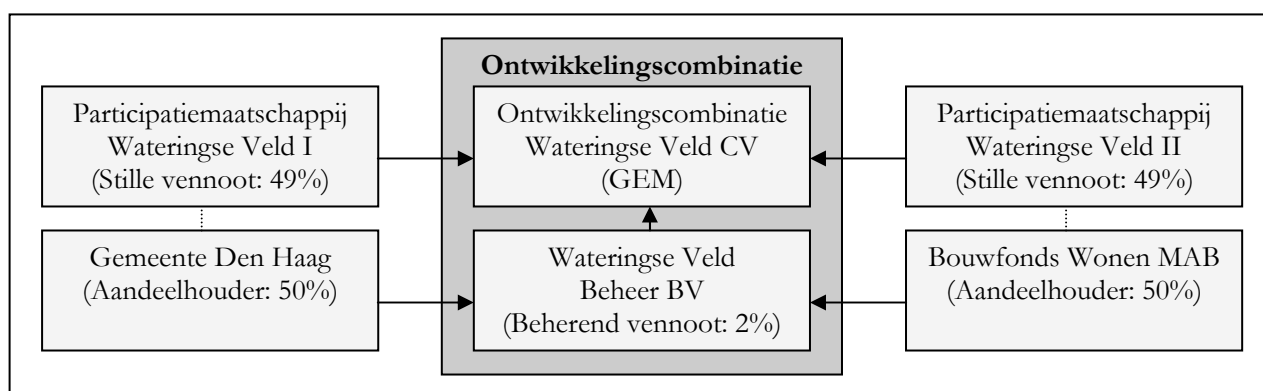 Ontwikkelingscombinatie
Participatiemaatschappij
Wateringse Veld I
(Stille vennoot: 49%)
Ontwikkelingscombinatie
Wateringse Veld CV
(GEM)
Participatiemaatschappij
Wateringse Veld II
(Stille vennoot: 49%)
Gemeente Den Haag
(Aandeelhouder: 50%)
Wateringse Veld
Beheer BV
(Beherend vennoot: 2%)
Bouwfonds Wonen MAB
(Aandeelhouder: 50%)